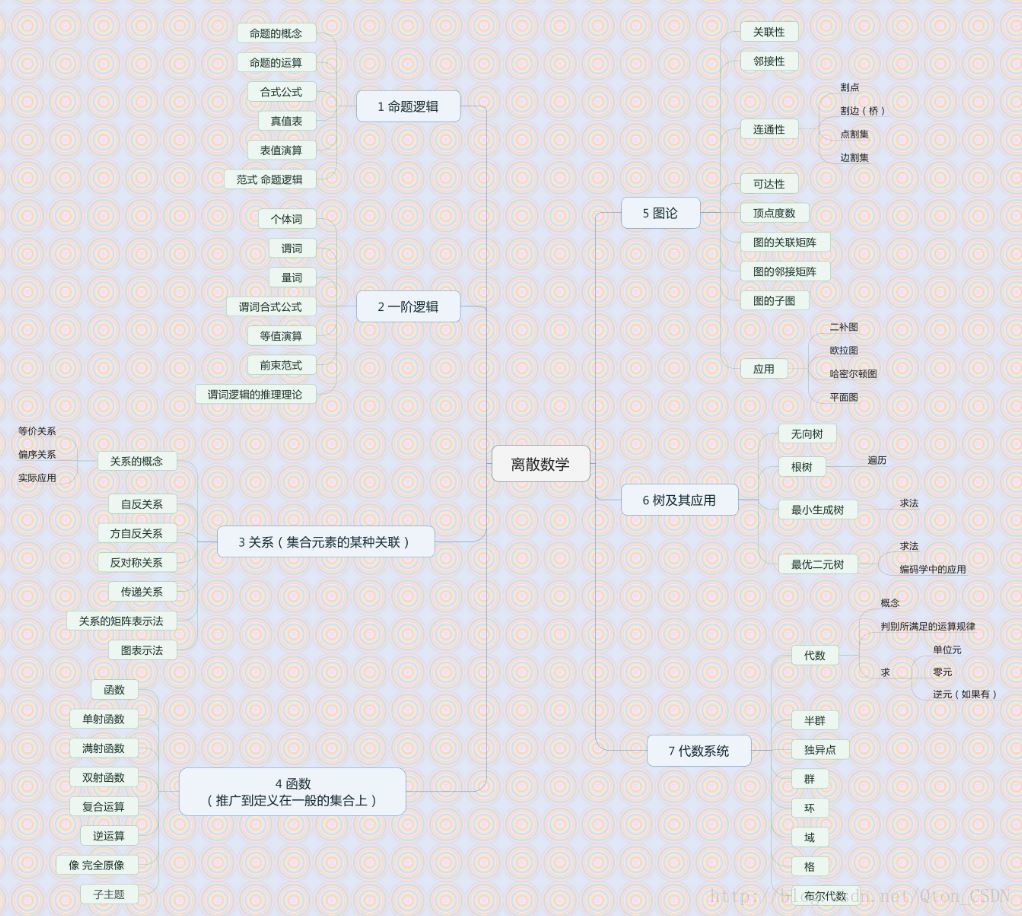 离散数学
1 命题逻辑
命题的概念
命题的运算
合式公式
真值表
表值演算
范式 命题逻辑
2 一阶逻辑
个体词
谓词
量词
谓词合式公式
等值演算
前束范式
谓词逻辑的推理理论
3 关系（集合元素的某种关联）
关系的概念
等价关系
偏序关系
实际应用
自反关系
方自反关系
反对称关系
传递关系
关系的矩阵表示法
图表示法
4 函数
（推广到定义在一般的集合上）
函数
单射函数
满射函数
双射函数
复合运算
逆运算
像 完全原像
子主题
5 图论
关联性
邻接性
连通性
割点
割边（桥）
点割集
边割集
可达性
顶点度数
图的关联矩阵
图的邻接矩阵
图的子图
应用
二补图
欧拉图
哈密尔顿图
平面图
6 树及其应用
无向树
根树
遍历
最小生成树
求法
最优二元树
求法
编码学中的应用
7 代数系统
代数
概念
判别所满足的运算规律
求
单位元
零元
逆元（如果有）
半群
独异点
群
环
域
格
布尔代数
http://blog.csdn.net/Qton_CSDN